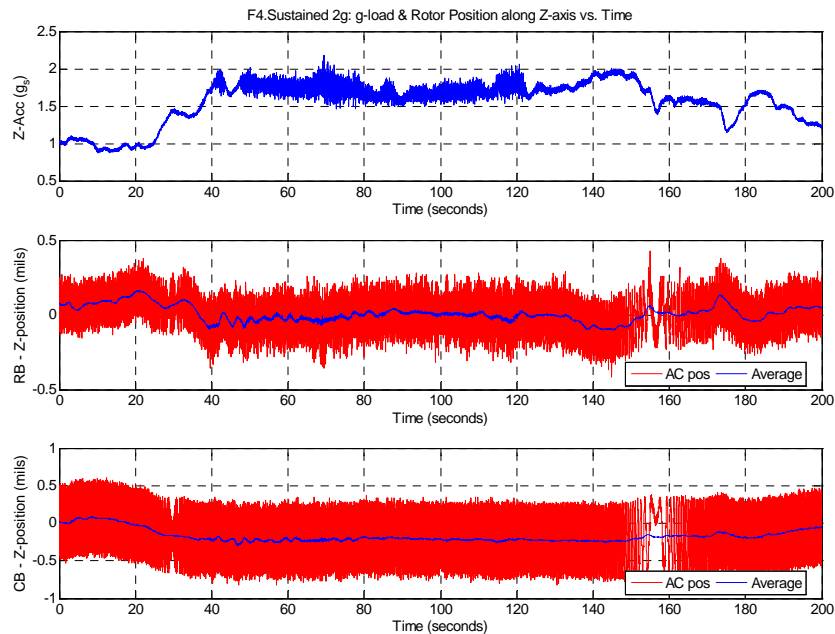 F4.Sustained 2g: g-load & Rotor Position along Z-axis vs. Time
Z-Acc (gs)
2.5
2
1.5
1
0.5
0 20 40 60 80 100 120 140 160 180 200
Time (seconds)
RB - Z-position (mils)
0.5
0
-0.5
AC pos Average
0 20 40 60 80 100 120 140 160 180 200
Time (seconds)
CB - Z-position (mils)
1
0.5
0
-0.5
-1
AC pos Average
0 20 40 60 80 100 120 140 160 180 200
Time (seconds)